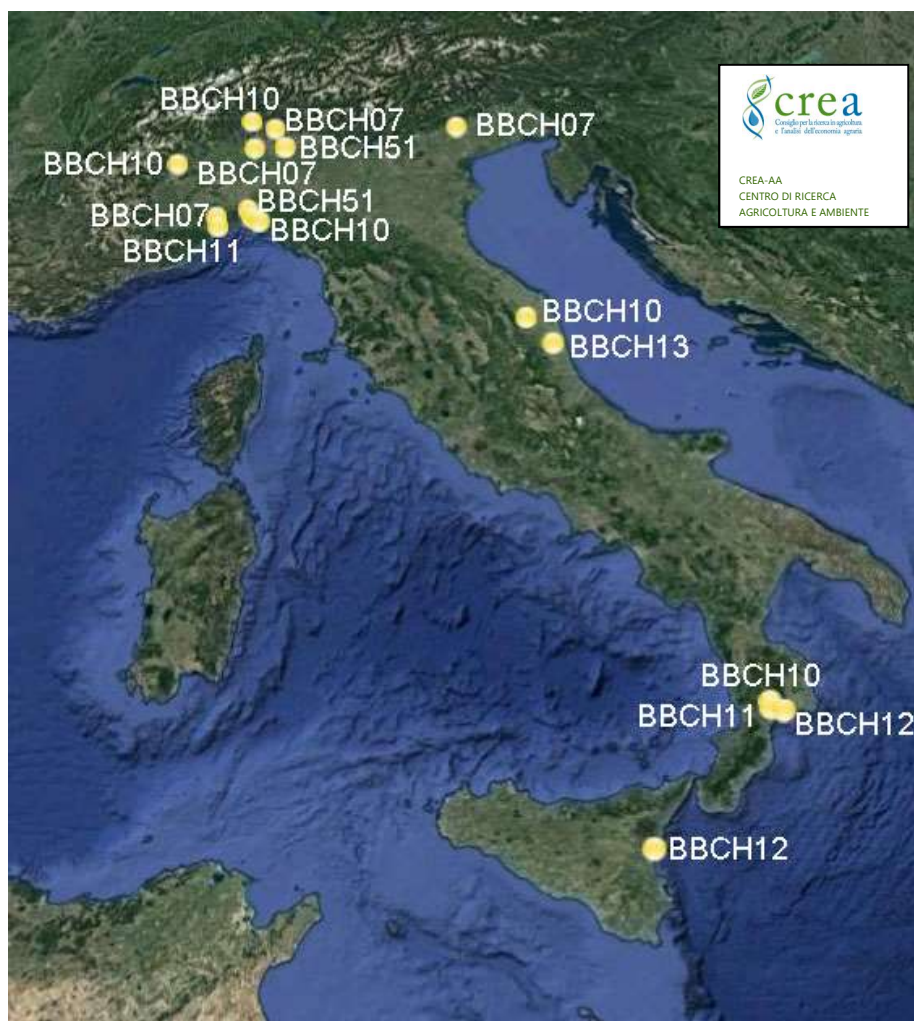 BBCH10
BBCH07
BBCH51
BBCH07
BBCH10
BBCH07
BBCH51
BBCH07
BBCH10
BBCH11
crea
Consiglio per la ricerca in agricoltura
e l'analisi dell'economia agraria
CREA-AA
CENTRO DI RICERCA
AGRICOLTURA E AMBIENTE
BBCH10
BBCH13
BBCH10
BBCH11
BBCH12
BBCH12